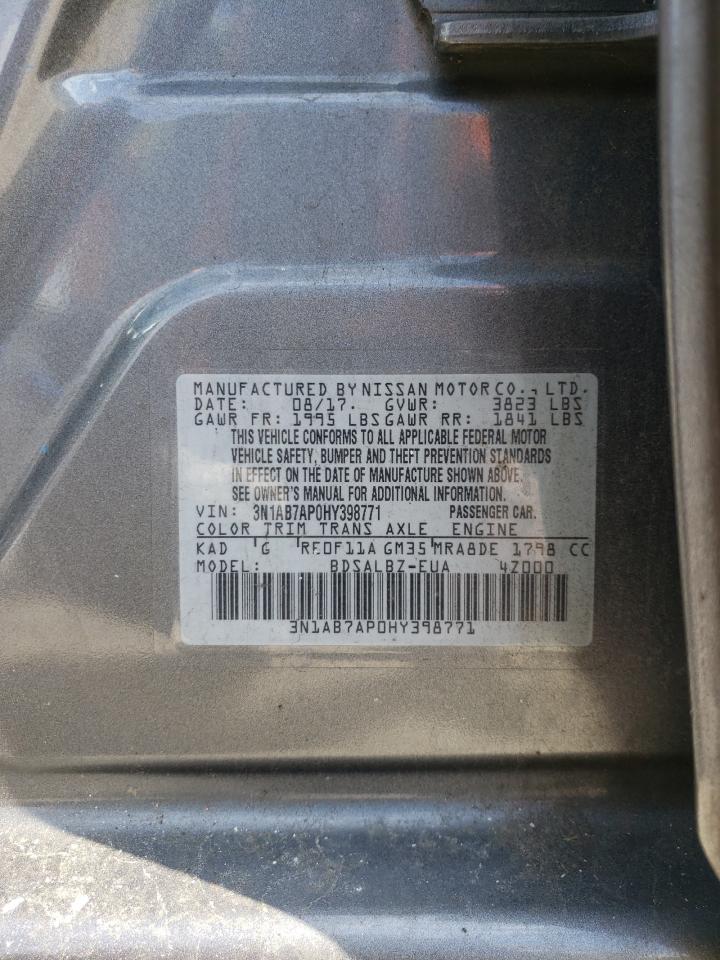 MANUFACTURED BY NISSAN MOTOR CO., LTD.
DATE: 08/17. GVWR: 3823 LBS
GAWR FR: 1995 LBS GAWR RR: 1841 LBS
THIS VEHICLE CONFORMS TO ALL APPLICABLE FEDERAL MOTOR
VEHICLE SAFETY, BUMPER AND THEFT PREVENTION STANDARDS
IN EFFECT ON THE DATE OF MANUFACTURE SHOWN ABOVE.
SEE OWNER'S MANUAL FOR ADDITIONAL INFORMATION.
VIN: 3N1AB7AP0HY398771 PASSENGER CAR.
COLOR TRIM TRANS AXLE ENGINE
KAD G RE0F11A GM35 MRA8DE 1798 CC
MODEL: BDSALBZ-EUA 4Z000
3N1AB7AP0HY398771